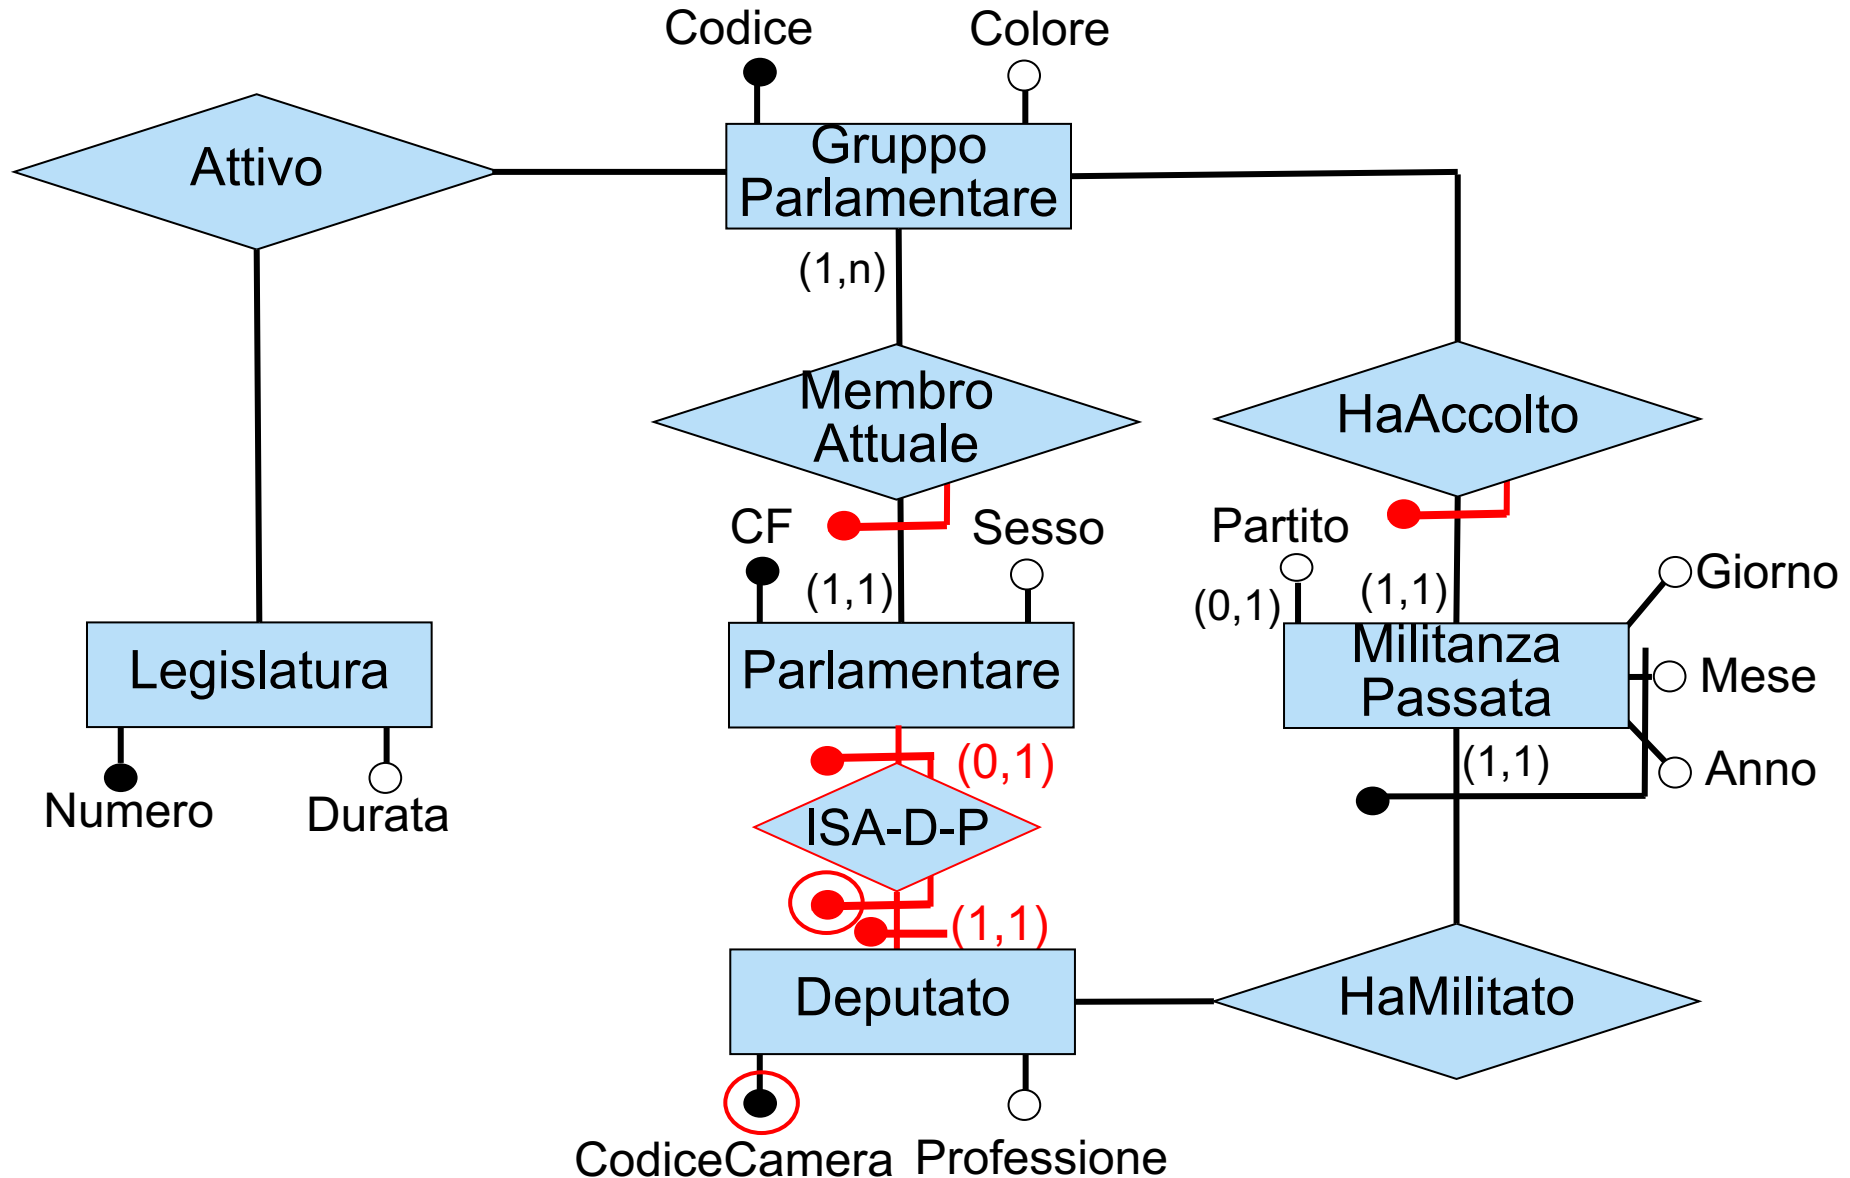 Codice
Colore
Attivo
Gruppo
Parlamentare
(1,n)
Membro
Attuale
HaAccolto
CF
Sesso
Partito
(1,1)
(0,1)
(1,1)
Giorno
Legislatura
Parlamentare
Militanza
Passata
Mese
(0,1)
(1,1)
Anno
Numero
Durata
ISA-D-P
(1,1)
Deputato
HaMilitato
CodiceCamera
Professione